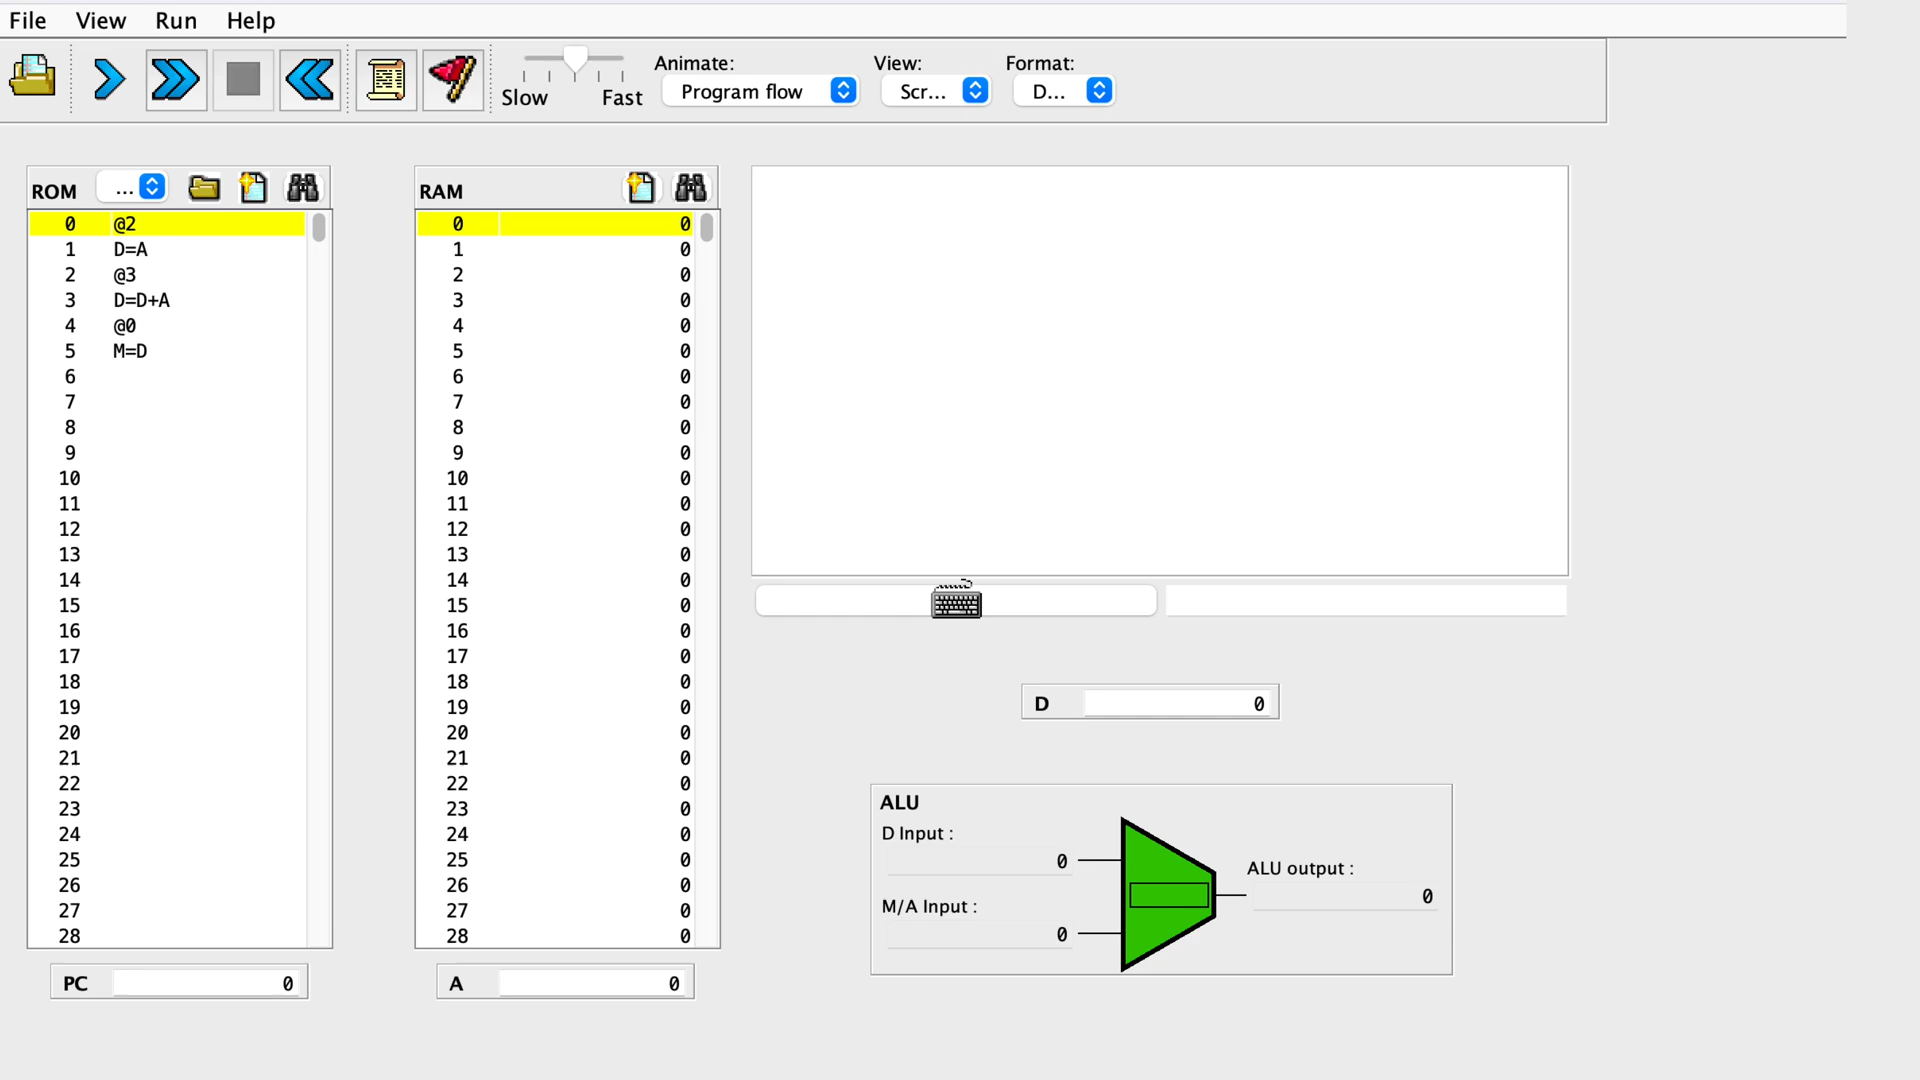 File View Run Help
Slow Fast
Animate:
Program flow
View:
Scr...
Format:
D...
ROM ...
0 @2
1 D=A
2 @3
3 D=D+A
4 @0
5 M=D
6
7
8
9
10
11
12
13
14
15
16
17
18
19
20
21
22
23
24
25
26
27
28
PC 0
RAM
0 0
1 0
2 0
3 0
4 0
5 0
6 0
7 0
8 0
9 0
10 0
11 0
12 0
13 0
14 0
15 0
16 0
17 0
18 0
19 0
20 0
21 0
22 0
23 0
24 0
25 0
26 0
27 0
28 0
A 0
D 0
ALU
D Input :
0
M/A Input :
0
ALU output :
0